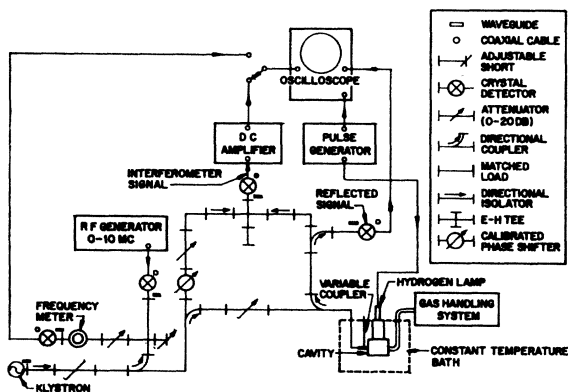 OSCILLOSCOPE
D C
AMPLIFIER
PULSE
GENERATOR
INTERFEROMETER
SIGNAL
REFLECTED
SIGNAL
R F GENERATOR
0-10 MC
FREQUENCY
METER
KLYSTRON
VARIABLE
COUPLER
HYDROGEN LAMP
GAS HANDLING
SYSTEM
CAVITY
CONSTANT TEMPERATURE
BATH
WAVEGUIDE
COAXIAL CABLE
ADJUSTABLE
SHORT
CRYSTAL
DETECTOR
ATTENUATOR
(0-20DB)
DIRECTIONAL
COUPLER
MATCHED
LOAD
DIRECTIONAL
ISOLATOR
E-H TEE
CALIBRATED
PHASE SHIFTER